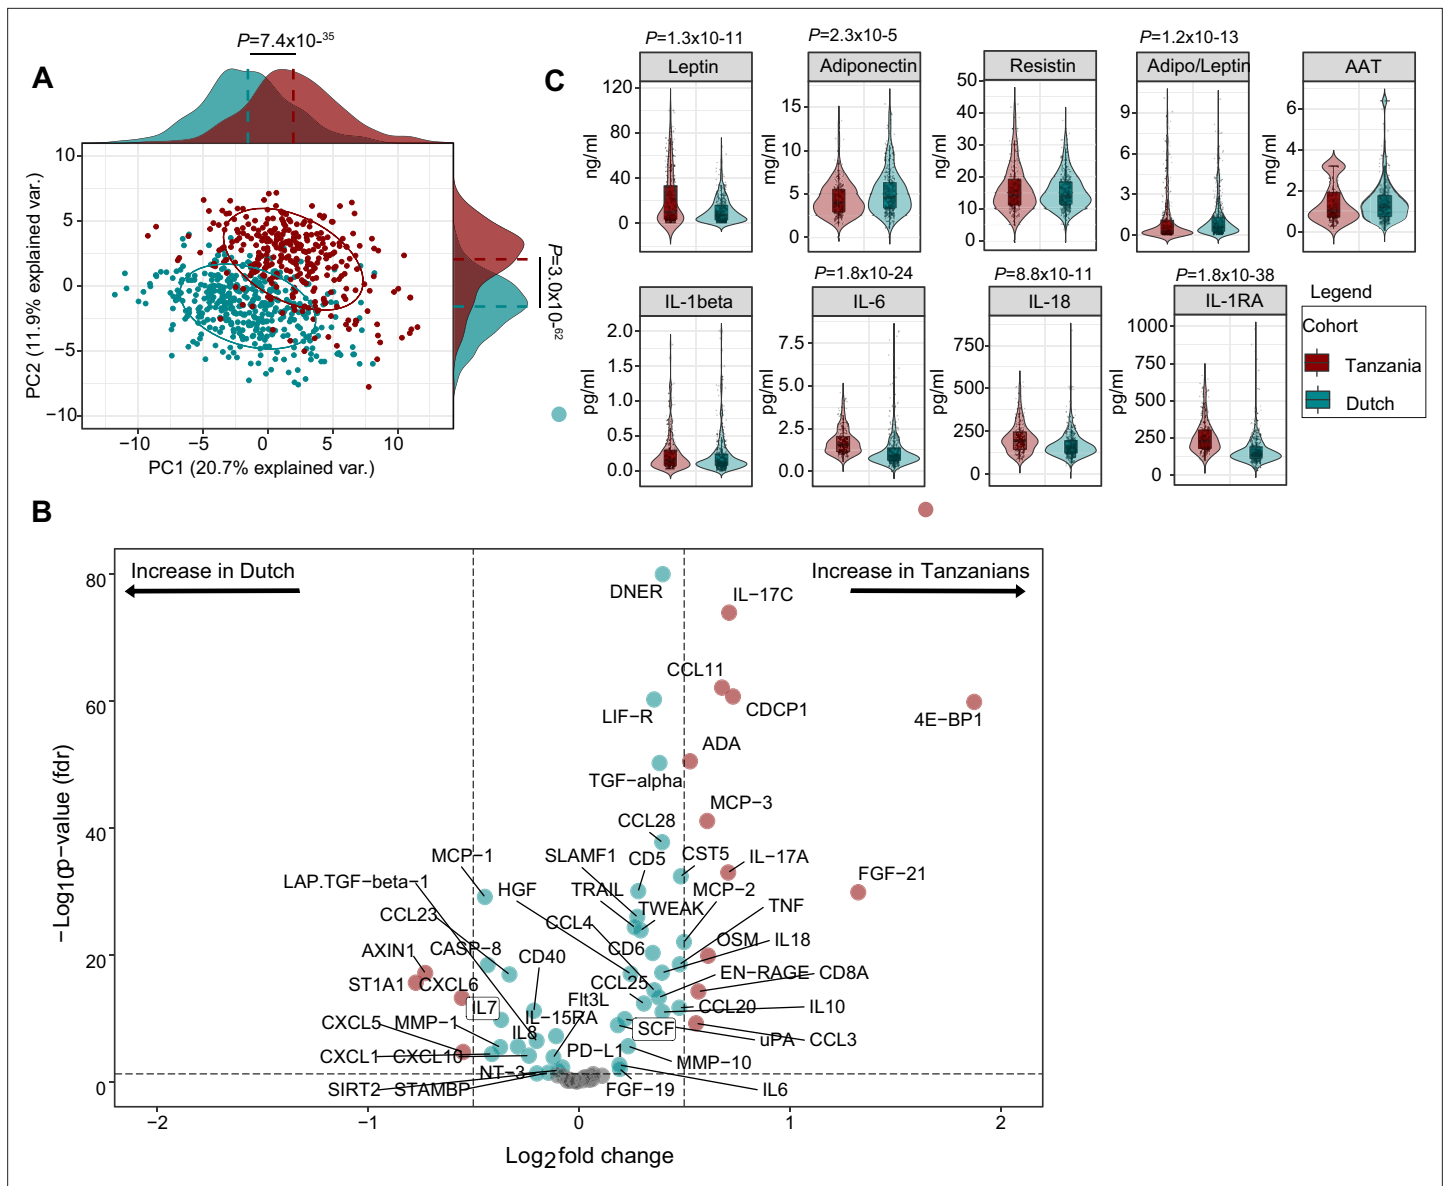 A
P=7.4x10-35
10
5
0
−5
−10
PC2 (11.9% explained var.)
−10
−5
0
5
10
PC1 (20.7% explained var.)
P=3.0x10-62
C
P=1.3x10-11
Leptin
120
80
40
0
ng/ml
P=2.3x10-5
Adiponectin
15
10
5
0
mg/ml
Resistin
50
40
30
20
10
0
ng/ml
P=1.2x10-13
Adipo/Leptin
9
6
3
0
AAT
6
4
2
0
mg/ml
IL-1beta
2.0
1.5
1.0
0.5
0.0
pg/ml
P=1.8x10-24
IL-6
7.5
5.0
2.5
0.0
pg/ml
P=8.8x10-11
IL-18
750
500
250
0
pg/ml
P=1.8x10-38
IL-1RA
1000
750
500
250
0
pg/ml
Legend
Cohort
Tanzania
Dutch
B
Increase in Dutch
Increase in Tanzanians
80
60
40
20
0
−Log10p-value (fdr)
DNER
IL−17C
CCL11
CDCP1
LIF−R
4E−BP1
ADA
TGF−alpha
MCP−3
CCL28
MCP−1
SLAMF1
CD5
CST5
IL−17A
FGF−21
LAP.TGF−beta−1
HGF
TRAIL
MCP−2
TWEAK
TNF
CCL23
CCL4
AXIN1
CASP−8
CD6
OSM
IL18
CD40
ST1A1
CXCL6
CCL25
EN−RAGE
CD8A
Flt3L
IL7
CCL20
IL10
CXCL5
MMP−1
IL8
IL−15RA
SCF
uPA
CCL3
CXCL1
CXCL10
PD−L1
MMP−10
NT−3
SIRT2
STAMBP
FGF−19
IL6
−2
−1
0
1
2
Log2fold change